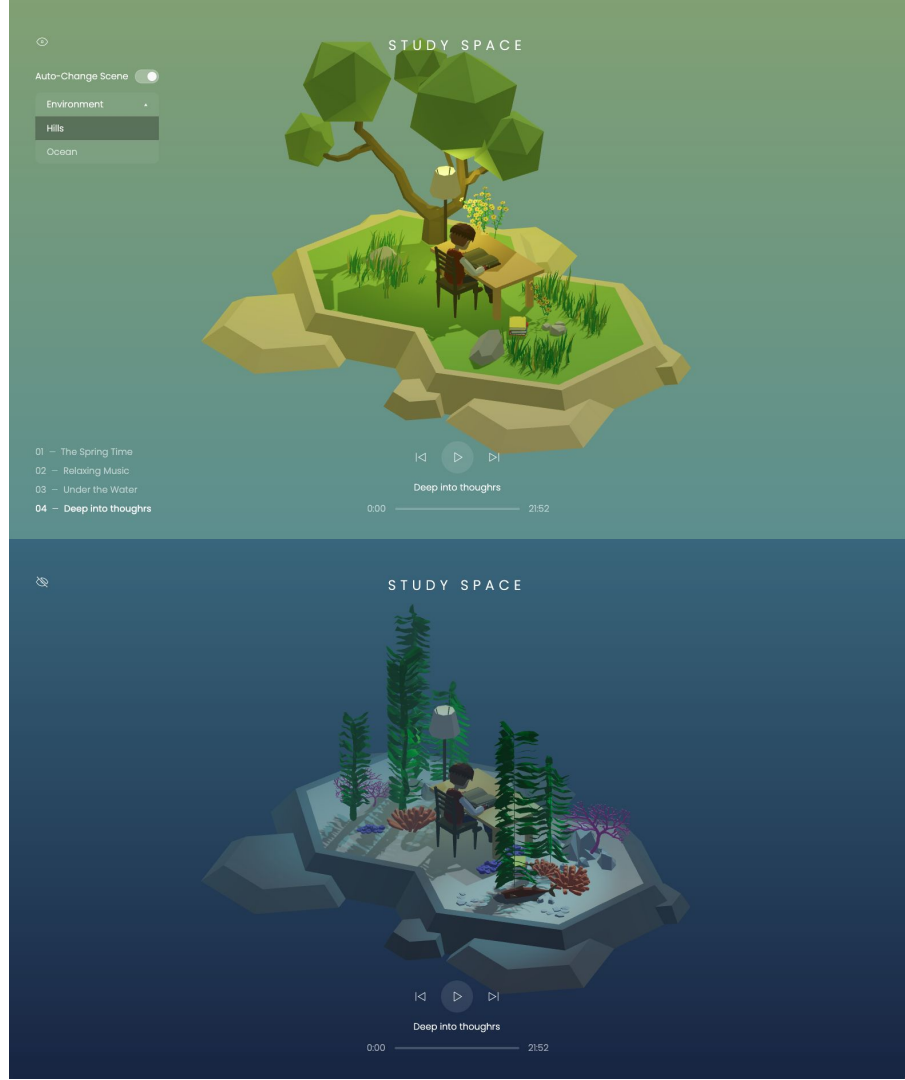 STUDY SPACE
Auto-Change Scene
Environment
Hills
Ocean
01 – The Spring Time
02 – Relaxing Music
03 – Under the Water
04 – Deep into thoughrs
Deep into thoughrs
0:00 21:52
STUDY SPACE
Deep into thoughrs
0:00 21:52